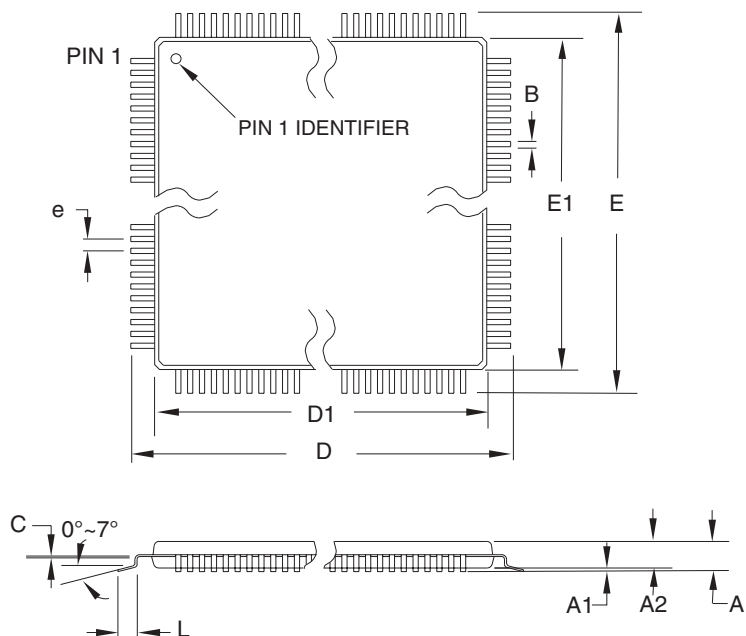 PIN 1
PIN 1 IDENTIFIER
B
e
E1
E
D1
D
C
0°~7°
L
A1
A2
A